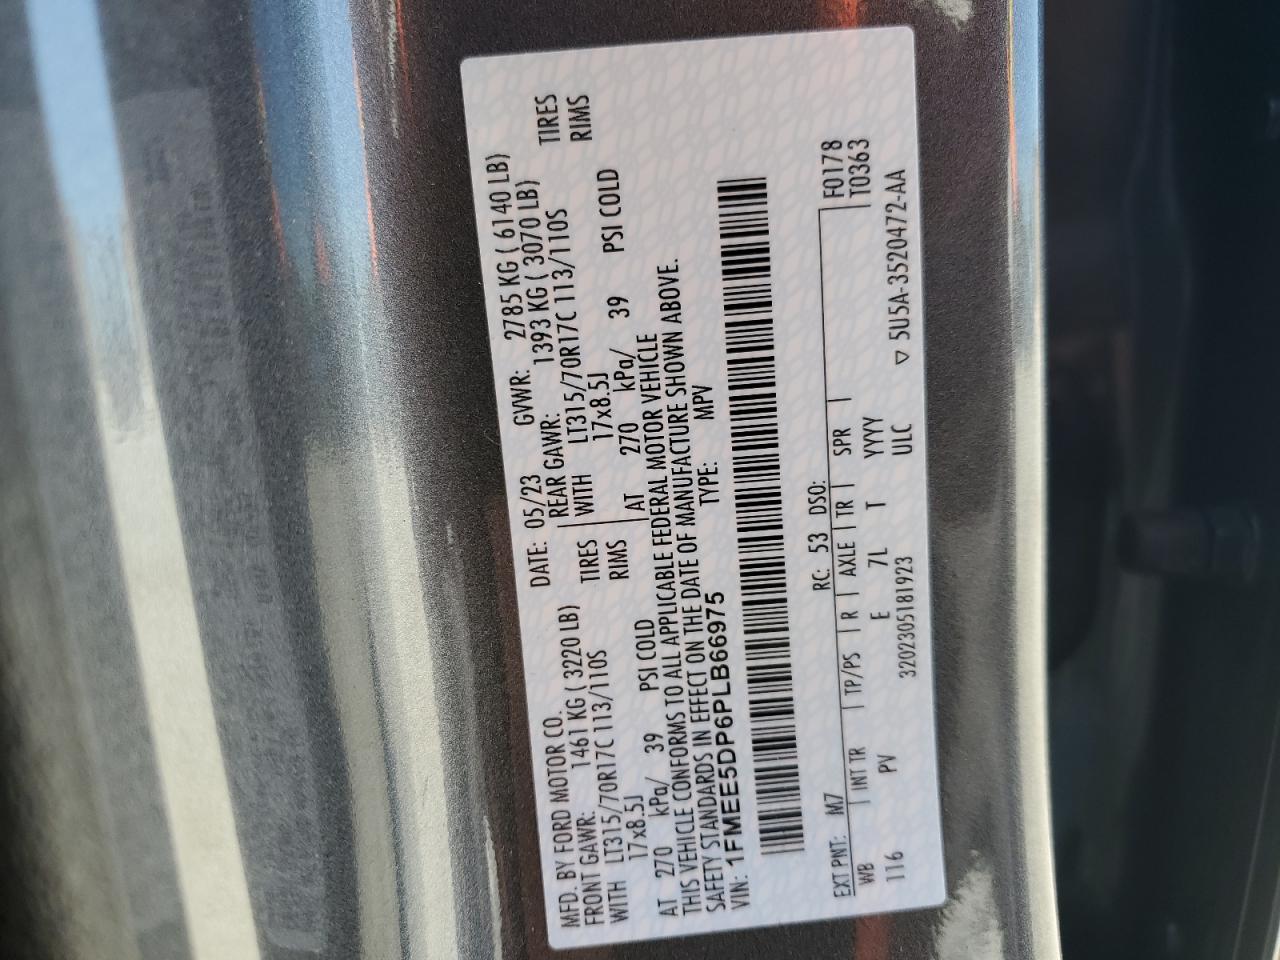 MFD. BY FORD MOTOR CO. DATE: 05/23 GVWR: 2785 KG ( 6140 LB)
FRONT GAWR: 1461 KG ( 3220 LB) REAR GAWR: 1393 KG ( 3070 LB)
WITH LT315/70R17C 113/110S TIRES WITH LT315/70R17C 113/110S TIRES
17x8.5J RIMS 17x8.5J RIMS
AT 270 kPa/ 39 PSI COLD AT 270 kPa/ 39 PSI COLD
THIS VEHICLE CONFORMS TO ALL APPLICABLE FEDERAL MOTOR VEHICLE
SAFETY STANDARDS IN EFFECT ON THE DATE OF MANUFACTURE SHOWN ABOVE.
VIN: 1FMEE5DP6PLB66975 TYPE: MPV
EXT PNT: M7 RC: 53 DSO: F0178
WB INT TR TP/PS R AXLE TR SPR T0363
116 PV E 7L T YYYY
3202305181923 ULC ▽ 5U5A-3520472-AA